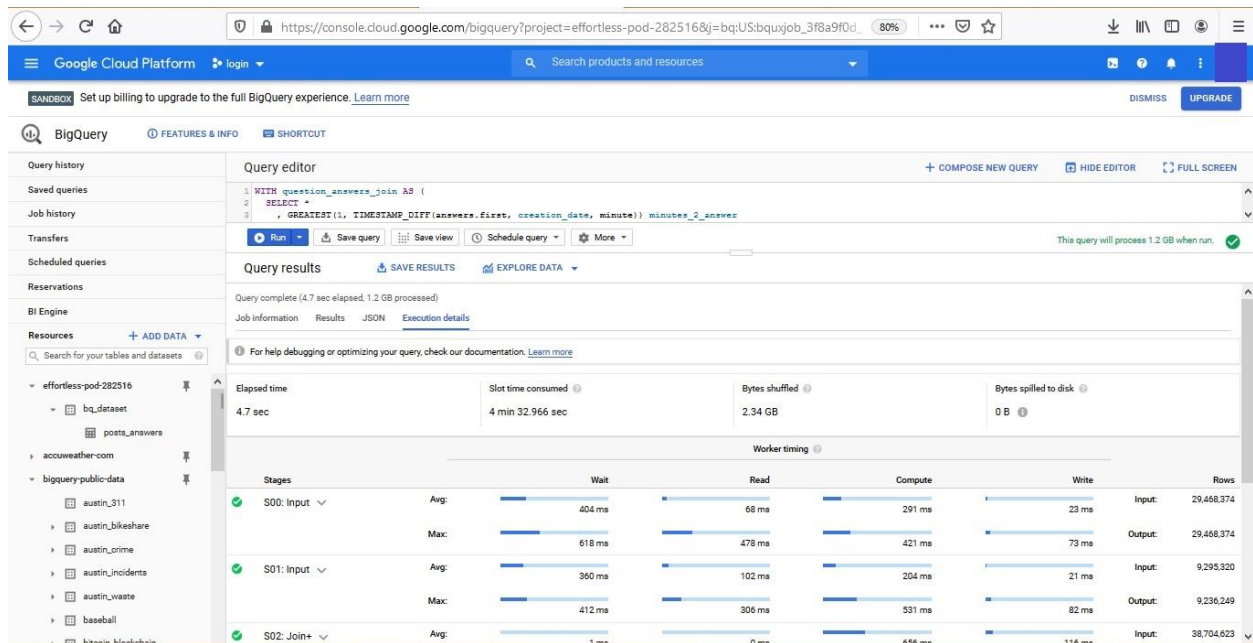 https://console.cloud.google.com/bigquery?project=effortless-pod-282516&j=bq:US:bquxjob_3f8a9f0d_ 80%
Google Cloud Platform login Search products and resources
SANDBOX Set up billing to upgrade to the full BigQuery experience. Learn more DISMISS UPGRADE
BigQuery FEATURES & INFO SHORTCUT
Query history
Saved queries
Job history
Transfers
Scheduled queries
Reservations
BI Engine
Resources + ADD DATA
Search for your tables and datasets
effortless-pod-282516
bq_dataset
posts_answers
accuweather-com
bigquery-public-data
austin_311
austin_bikeshare
austin_crime
austin_incidents
austin_waste
baseball
bitcoin_blockchain
Query editor + COMPOSE NEW QUERY HIDE EDITOR FULL SCREEN
1 WITH question_answers_join AS (
2 SELECT *
3 , GREATEST(1, TIMESTAMP_DIFF(answers.first, creation_date, minute)) minutes_2_answer
Run Save query Save view Schedule query More This query will process 1.2 GB when run.
Query results SAVE RESULTS EXPLORE DATA
Query complete (4.7 sec elapsed, 1.2 GB processed)
Job information Results JSON Execution details
For help debugging or optimizing your query, check our documentation. Learn more
Elapsed time Slot time consumed Bytes shuffled Bytes spilled to disk
4.7 sec 4 min 32.966 sec 2.34 GB 0 B
Worker timing
Stages Wait Read Compute Write Rows
S00: Input Avg: 404 ms 68 ms 291 ms 23 ms Input: 29,468,374
Max: 618 ms 478 ms 421 ms 73 ms Output: 29,468,374
S01: Input Avg: 360 ms 102 ms 204 ms 21 ms Input: 9,295,320
Max: 412 ms 306 ms 531 ms 82 ms Output: 9,236,249
S02: Join+ Avg: 1 ms 0 ms 656 ms 116 ms Input: 38,704,623